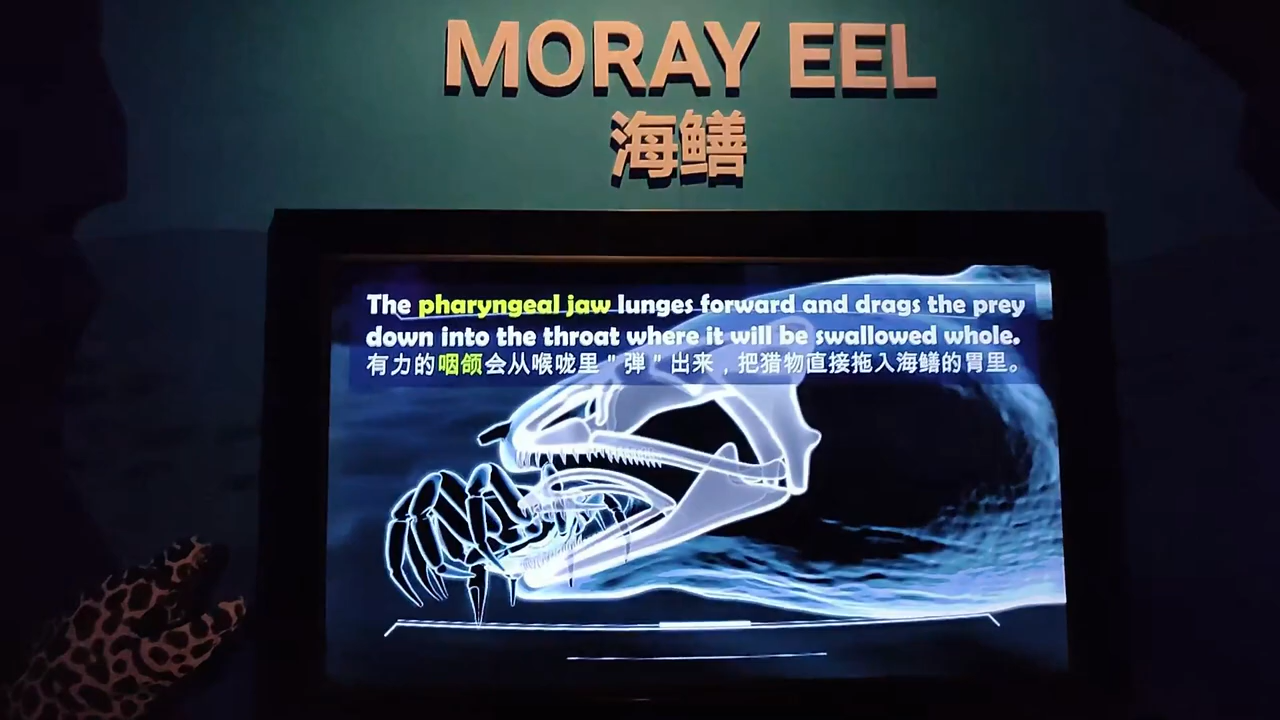 MORAY EEL
海鳝
The pharyngeal jaw lunges forward and drags the prey
down into the throat where it will be swallowed whole.
有力的咽颌会从喉咙里"弹"出来，把猎物直接拖入海鳝的胃里。